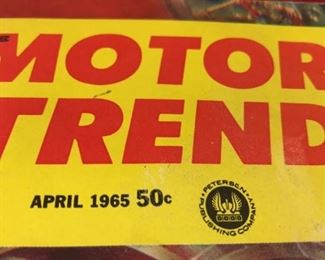 MOTOR
TREND
APRIL 1965 50c
PETERSEN
PUBLISHING COMPANY